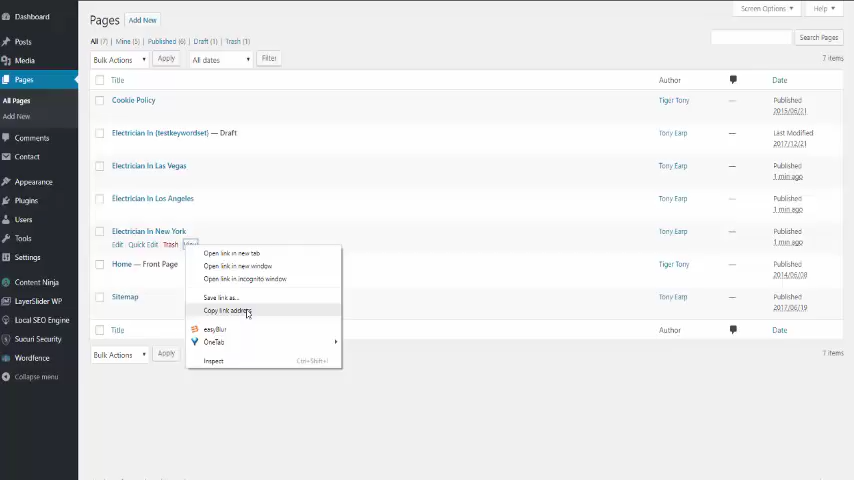 Dashboard
Posts
Media
Pages
All Pages
Add New
Comments
Contact
Appearance
Plugins
Users
Tools
Settings
Content Ninja
LayerSlider WP
Local SEO Engine
Sucuri Security
Wordfence
Collapse menu
Screen Options Help
Pages Add New
All (7) | Mine (5) | Published (6) | Draft (1) | Trash (1)
Search Pages
Bulk Actions Apply All dates Filter 7 items
Title Author Date
Cookie Policy Tiger Tony — Published
2015/06/21
Electrician In (testkeywordset) — Draft Tony Earp — Last Modified
2017/12/21
Electrician In Las Vegas Tony Earp — Published
1 min ago
Electrician In Los Angeles Tony Earp — Published
1 min ago
Electrician In New York Tony Earp — Published
1 min ago
Edit | Quick Edit | Trash | View
Open link in new tab
Open link in new window
Open link in incognito window
Save link as...
Copy link address
easyBlur
OneTab
Inspect Ctrl+Shift+I
Home — Front Page Tiger Tony — Published
2014/06/08
Sitemap Tony Earp — Published
2017/06/19
Title Author Date
Bulk Actions Apply 7 items